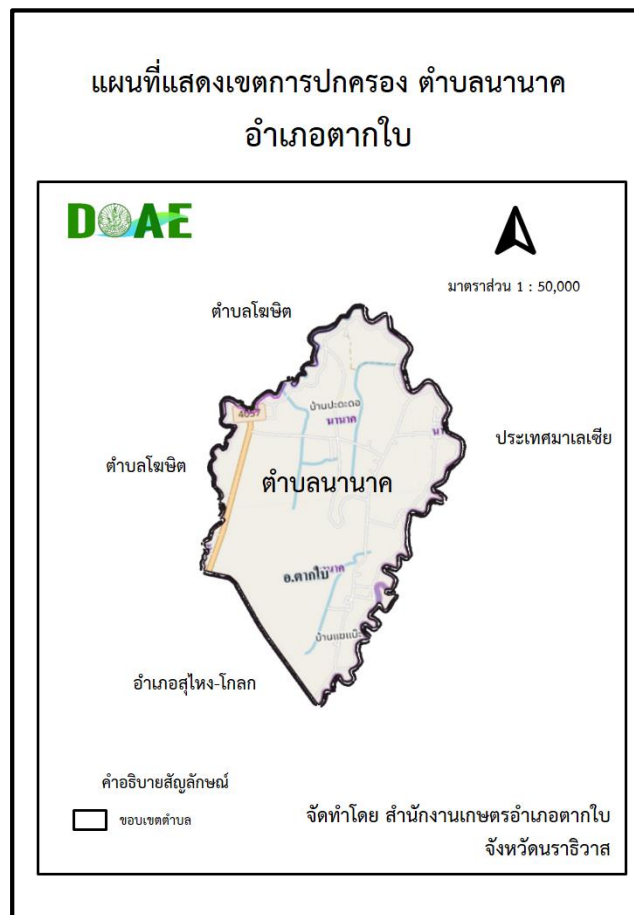 แผนที่แสดงเขตการปกครอง ตำบลนานาค
อำเภอตากใบ
DOAE
มาตราส่วน 1 : 50,000
ตำบลโฆษิต
บ้านปะดะดอ
4057
นานาค
นา
ประเทศมาเลเซีย
ตำบลโฆษิต
ตำบลนานาค
อ.ตากใบ
บ้านแฆแบ๊ะ
อำเภอสุไหง-โกลก
คำอธิบายสัญลักษณ์
ขอบเขตตำบล
จัดทำโดย สำนักงานเกษตรอำเภอตากใบ
จังหวัดนราธิวาส